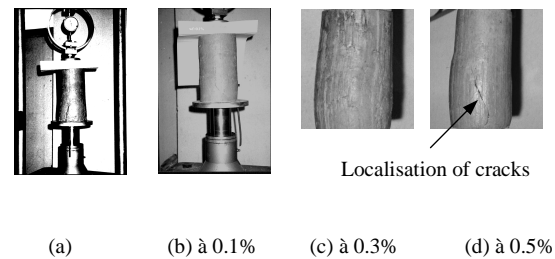 Localisation of cracks
(a) (b) à 0.1% (c) à 0.3% (d) à 0.5%